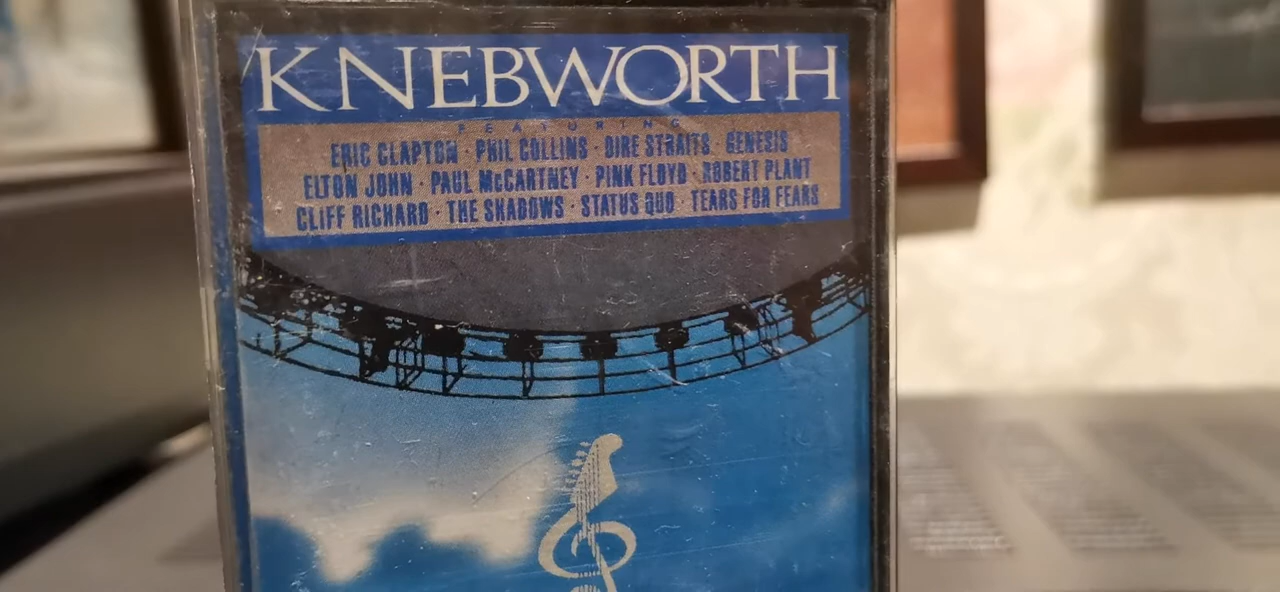 KNEBWORTH
FEATURING
ERIC CLAPTON · PHIL COLLINS · DIRE STRAITS · GENESIS
ELTON JOHN · PAUL McCARTNEY · PINK FLOYD · ROBERT PLANT
CLIFF RICHARD · THE SHADOWS · STATUS QUO · TEARS FOR FEARS